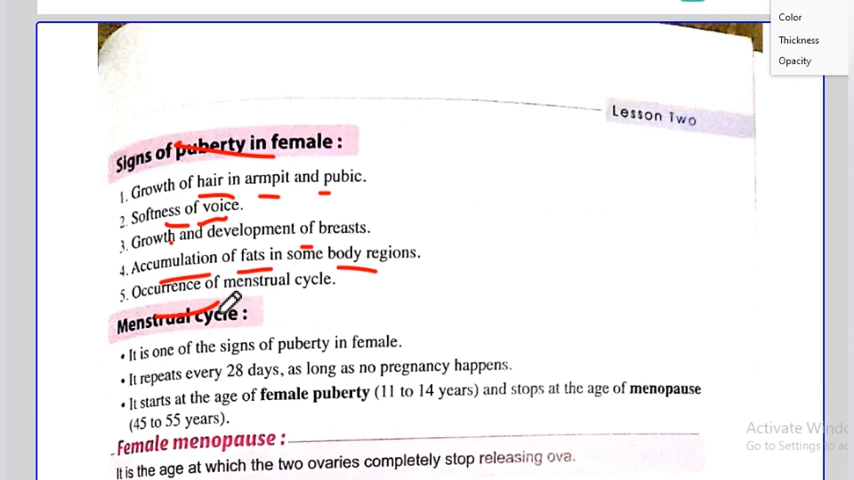 Color
Thickness
Opacity
Lesson Two
Signs of puberty in female :
1. Growth of hair in armpit and pubic.
2. Softness of voice.
3. Growth and development of breasts.
4. Accumulation of fats in some body regions.
5. Occurrence of menstrual cycle.
Menstrual cycle :
• It is one of the signs of puberty in female.
• It repeats every 28 days, as long as no pregnancy happens.
• It starts at the age of female puberty (11 to 14 years) and stops at the age of menopause
(45 to 55 years).
Female menopause :
It is the age at which the two ovaries completely stop releasing ova.
Activate
Go to Settings to